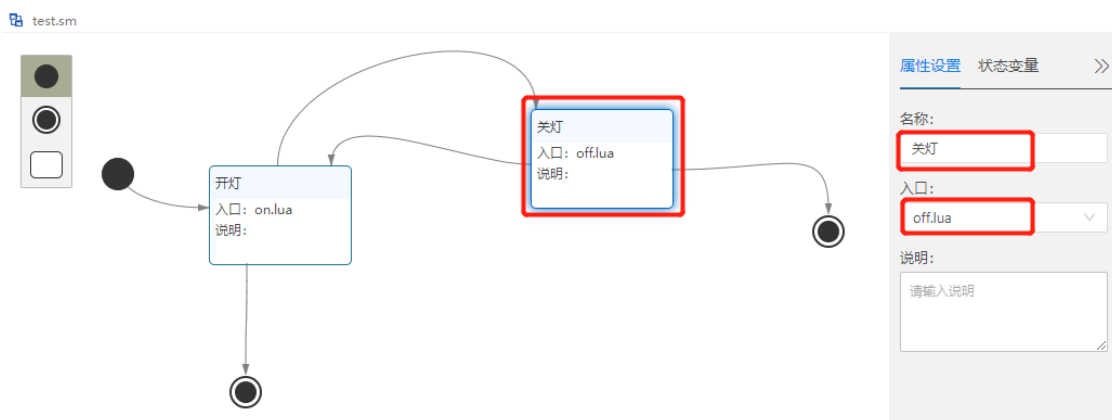 test.sm
开灯
入口：on.lua
说明：
关灯
入口：off.lua
说明：
属性设置 状态变量
名称：
关灯
入口：
off.lua
说明：
请输入说明